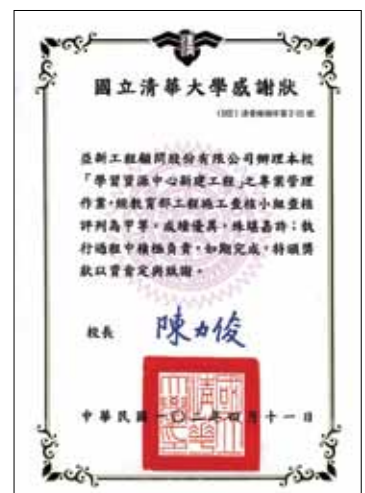 國立清華大學感謝狀
亞新工程顧問股份有限公司辦理本校
「學習資源中心新建工程」之專案管理
作業，經教育部工程施工查核小組查核
評列為甲等，成績優異，殊堪嘉許；執
行過程中積極負責，如期完成，特頒獎
狀以資肯定與感謝。
校長 陳力俊
中華民國一〇二年四月十一日